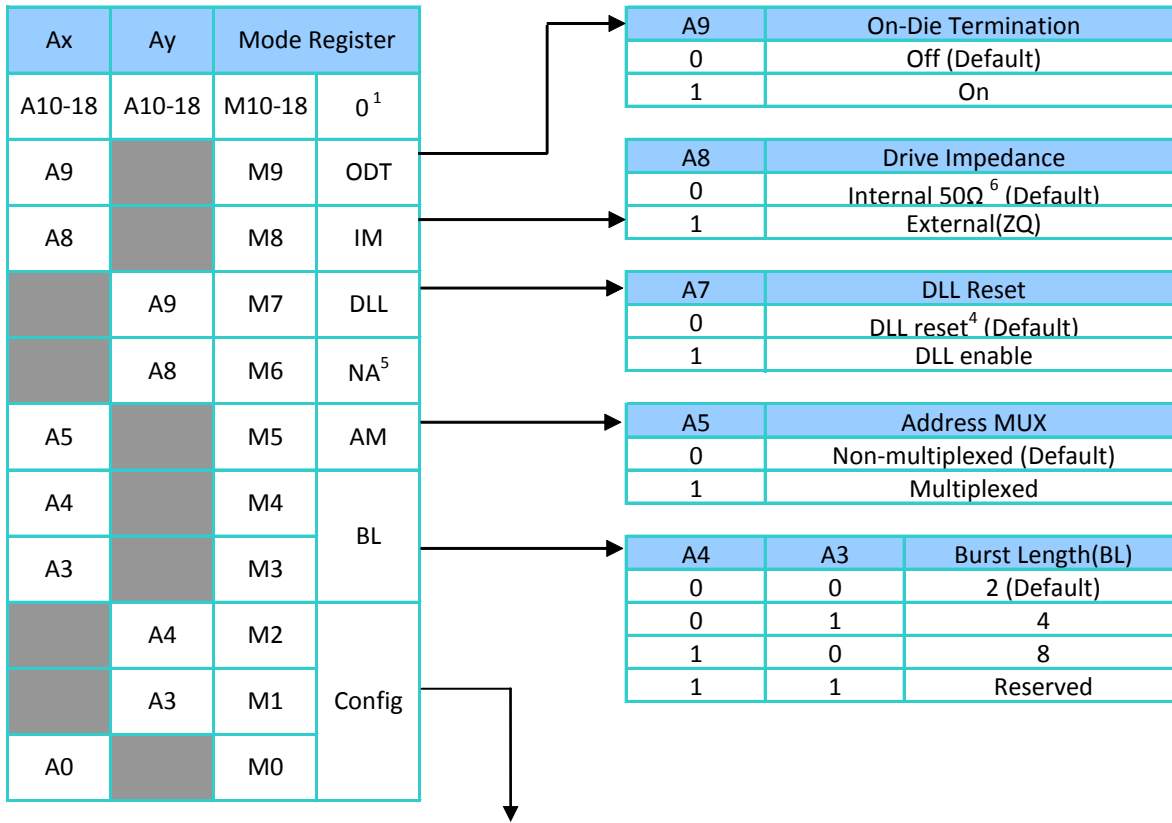 Ax Ay Mode Register
A10-18 A10-18 M10-18 0¹
A9 M9 ODT
A8 M8 IM
A9 M7 DLL
A8 M6 NA⁵
A5 M5 AM
A4 M4
BL
A3 M3
A4 M2
A3 M1 Config
A0 M0
A9 On-Die Termination
0 Off (Default)
1 On
A8 Drive Impedance
0 Internal 50Ω ⁶ (Default)
1 External(ZQ)
A7 DLL Reset
0 DLL reset⁴ (Default)
1 DLL enable
A5 Address MUX
0 Non-multiplexed (Default)
1 Multiplexed
A4 A3 Burst Length(BL)
0 0 2 (Default)
0 1 4
1 0 8
1 1 Reserved